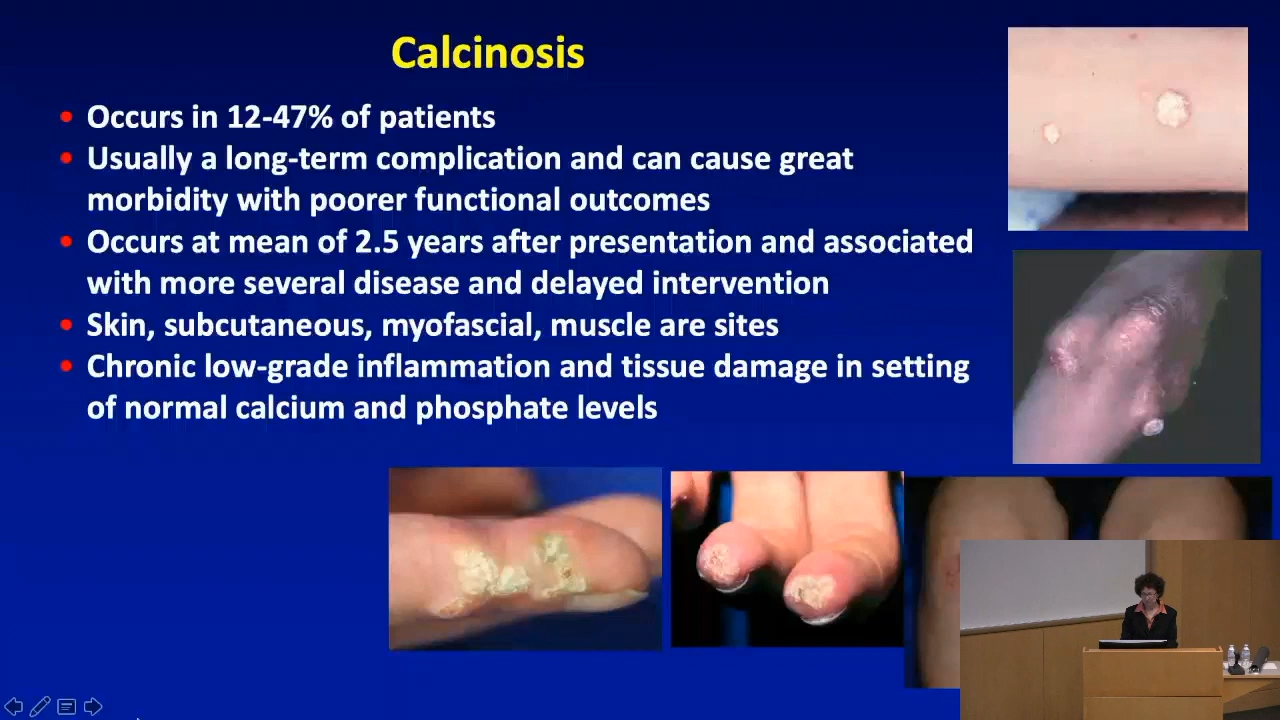 Calcinosis
• Occurs in 12-47% of patients
• Usually a long-term complication and can cause great
morbidity with poorer functional outcomes
• Occurs at mean of 2.5 years after presentation and associated
with more several disease and delayed intervention
• Skin, subcutaneous, myofascial, muscle are sites
• Chronic low-grade inflammation and tissue damage in setting
of normal calcium and phosphate levels